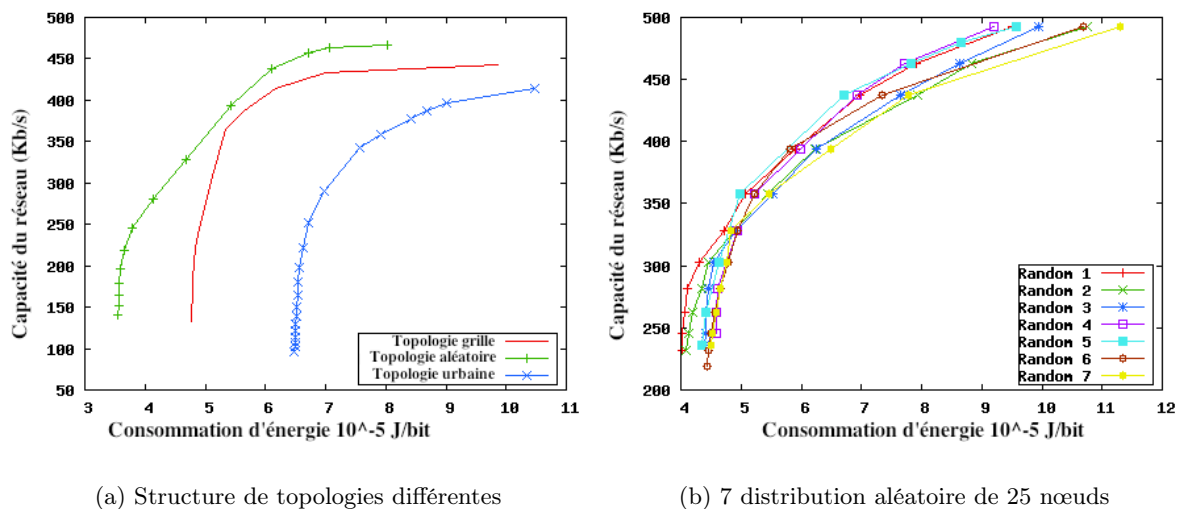 500
450
400
350
300
250
200
150
100
50
3 4 5 6 7 8 9 10 11
Capacité du réseau (Kb/s)
Consommation d'énergie 10^-5 J/bit
Topologie grille
Topologie aléatoire
Topologie urbaine
(a) Structure de topologies différentes
500
450
400
350
300
250
200
4 5 6 7 8 9 10 11 12
Capacité du réseau (Kb/s)
Consommation d'énergie 10^-5 J/bit
Random 1
Random 2
Random 3
Random 4
Random 5
Random 6
Random 7
(b) 7 distribution aléatoire de 25 nœuds